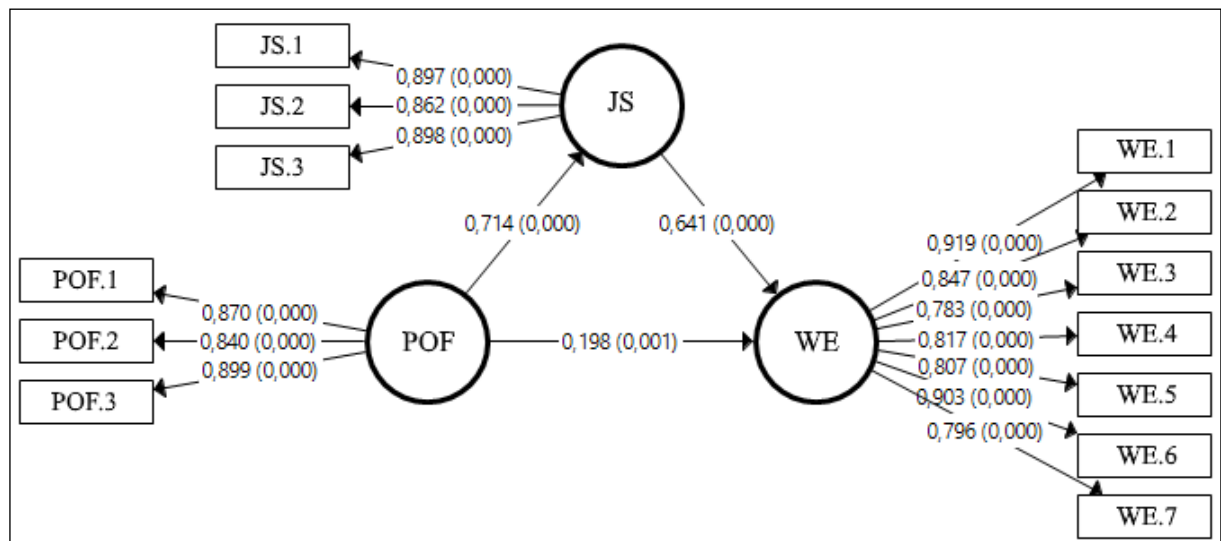 JS.1
JS.2
JS.3
0,897 (0,000)
0,862 (0,000)
0,898 (0,000)
JS
0,714 (0,000)
0,641 (0,000)
POF.1
POF.2
POF.3
0,870 (0,000)
0,840 (0,000)
0,899 (0,000)
POF
0,198 (0,001)
WE
0,919 (0,000)
0,847 (0,000)
0,783 (0,000)
0,817 (0,000)
0,807 (0,000)
0,903 (0,000)
0,796 (0,000)
WE.1
WE.2
WE.3
WE.4
WE.5
WE.6
WE.7